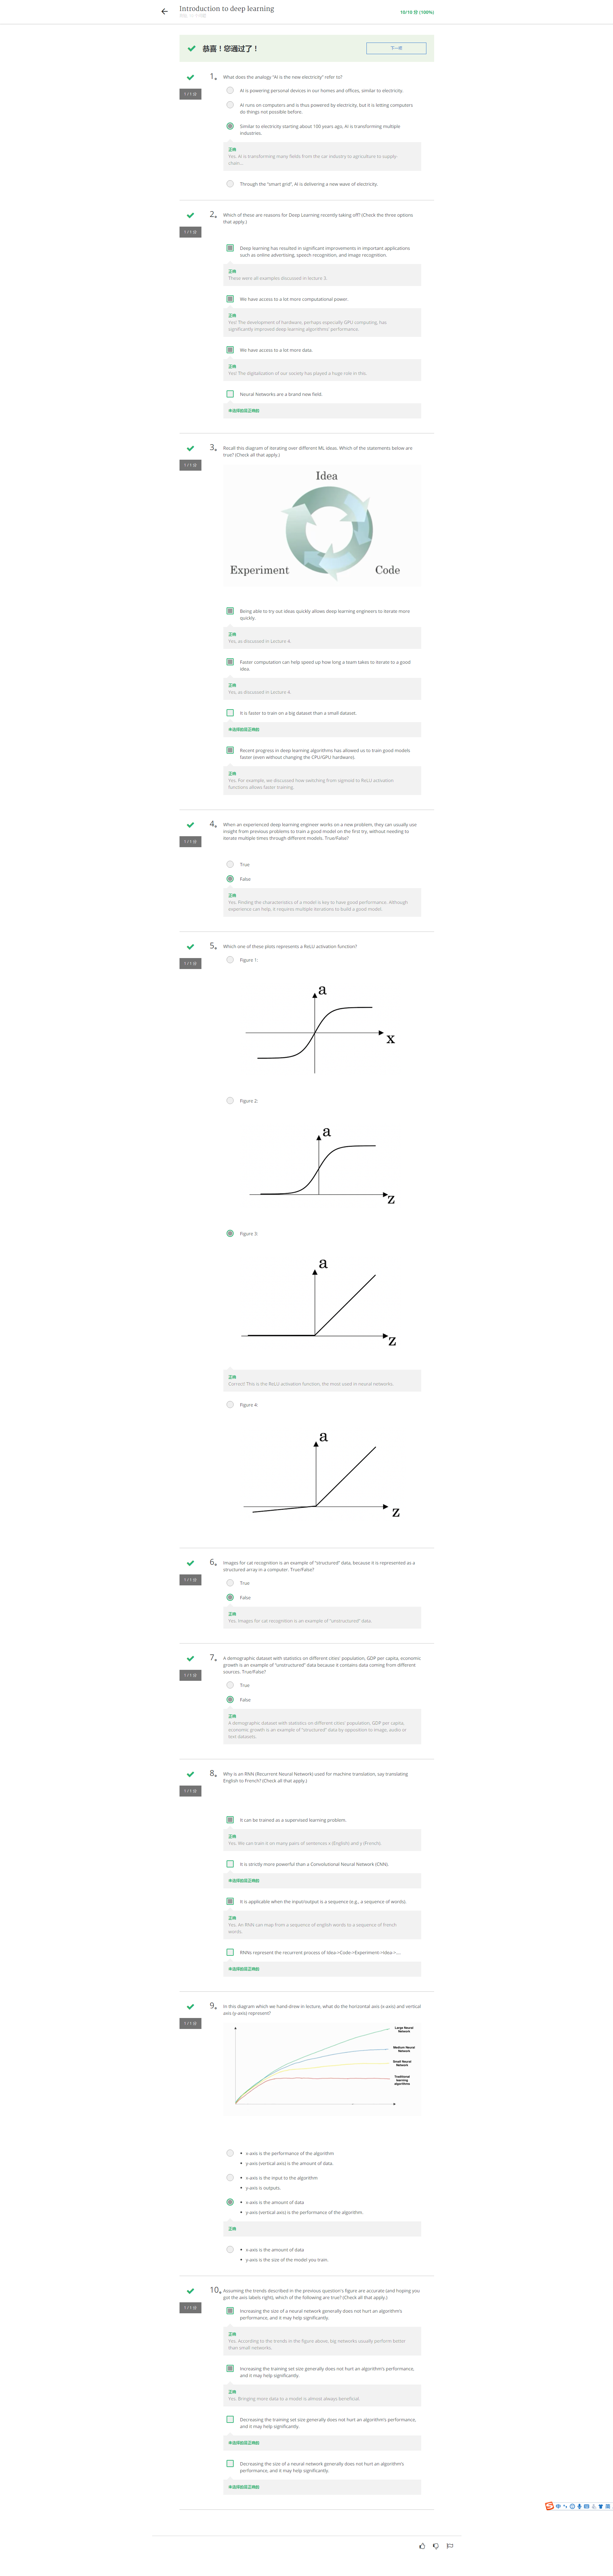 Introduction to deep learning
10/10 分 (100%)
恭喜！您通过了！
下一项
1.
What does the analogy "AI is the new electricity" refer to?
1 / 1 分
AI is powering personal devices in our homes and offices, similar to electricity.
AI runs on computers and is thus powered by electricity, but it is letting computers
do things not possible before.
Similar to electricity starting about 100 years ago, AI is transforming multiple
industries.
正确
Yes. AI is transforming many fields from the car industry to agriculture to supply-
chain...
Through the "smart grid", AI is delivering a new wave of electricity.
2.
Which of these are reasons for Deep Learning recently taking off? (Check the three options
that apply.)
1 / 1 分
Deep learning has resulted in significant improvements in important applications
such as online advertising, speech recognition, and image recognition.
正确
These were all examples discussed in lecture 3.
We have access to a lot more computational power.
正确
Yes! The development of hardware, perhaps especially GPU computing, has
significantly improved deep learning algorithms' performance.
We have access to a lot more data.
正确
Yes! The digitalization of our society has played a huge role in this.
Neural Networks are a brand new field.
未选择的是正确的
3.
Recall this diagram of iterating over different ML ideas. Which of the statements below are
true? (Check all that apply.)
1 / 1 分
Idea
Experiment
Code
Being able to try out ideas quickly allows deep learning engineers to iterate more
quickly.
正确
Yes, as discussed in Lecture 4.
Faster computation can help speed up how long a team takes to iterate to a good
idea.
正确
Yes, as discussed in Lecture 4.
It is faster to train on a big dataset than a small dataset.
未选择的是正确的
Recent progress in deep learning algorithms has allowed us to train good models
faster (even without changing the CPU/GPU hardware).
正确
Yes. For example, we discussed how switching from sigmoid to ReLU activation
functions allows faster training.
4.
When an experienced deep learning engineer works on a new problem, they can usually use
insight from previous problems to train a good model on the first try, without needing to
iterate multiple times through different models. True/False?
1 / 1 分
True
False
正确
Yes. Finding the characteristics of a model is key to have good performance. Although
experience can help, it requires multiple iterations to build a good model.
5.
Which one of these plots represents a ReLU activation function?
1 / 1 分
Figure 1:
a
x
Figure 2:
a
z
Figure 3:
a
z
正确
Correct! This is the ReLU activation function, the most used in neural networks.
Figure 4:
a
z
6.
Images for cat recognition is an example of "structured" data, because it is represented as a
structured array in a computer. True/False?
1 / 1 分
True
False
正确
Yes. Images for cat recognition is an example of "unstructured" data.
7.
A demographic dataset with statistics on different cities' population, GDP per capita, economic
growth is an example of "unstructured" data because it contains data coming from different
sources. True/False?
1 / 1 分
True
False
正确
A demographic dataset with statistics on different cities' population, GDP per capita,
economic growth is an example of "structured" data by opposition to image, audio or
text datasets.
8.
Why is an RNN (Recurrent Neural Network) used for machine translation, say translating
English to French? (Check all that apply.)
1 / 1 分
It can be trained as a supervised learning problem.
正确
Yes. We can train it on many pairs of sentences x (English) and y (French).
It is strictly more powerful than a Convolutional Neural Network (CNN).
未选择的是正确的
It is applicable when the input/output is a sequence (e.g., a sequence of words).
正确
Yes. An RNN can map from a sequence of english words to a sequence of french
words.
RNNs represent the recurrent process of Idea->Code->Experiment->Idea->....
未选择的是正确的
9.
In this diagram which we hand-drew in lecture, what do the horizontal axis (x-axis) and vertical
axis (y-axis) represent?
1 / 1 分
Large Neural
Network
Medium Neural
Network
Small Neural
Network
Traditional
learning
algorithms
• x-axis is the performance of the algorithm
• y-axis (vertical axis) is the amount of data.
• x-axis is the input to the algorithm
• y-axis is outputs.
• x-axis is the amount of data
• y-axis (vertical axis) is the performance of the algorithm.
正确
• x-axis is the amount of data
• y-axis is the size of the model you train.
10.
Assuming the trends described in the previous question's figure are accurate (and hoping you
got the axis labels right), which of the following are true? (Check all that apply.)
1 / 1 分
Increasing the size of a neural network generally does not hurt an algorithm's
performance, and it may help significantly.
正确
Yes. According to the trends in the figure above, big networks usually perform better
than small networks.
Increasing the training set size generally does not hurt an algorithm's performance,
and it may help significantly.
正确
Yes. Bringing more data to a model is almost always beneficial.
Decreasing the training set size generally does not hurt an algorithm's performance,
and it may help significantly.
未选择的是正确的
Decreasing the size of a neural network generally does not hurt an algorithm's
performance, and it may help significantly.
未选择的是正确的
中